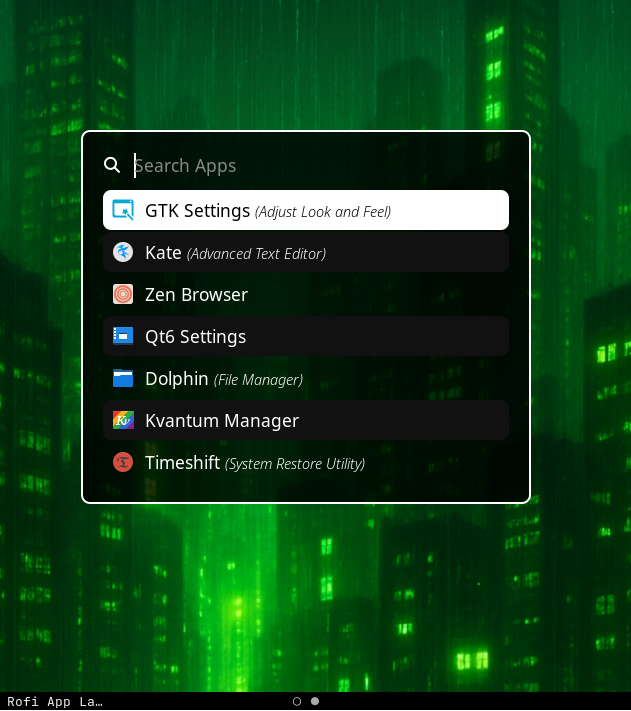 Search Apps
GTK Settings (Adjust Look and Feel)
Kate (Advanced Text Editor)
Zen Browser
Qt6 Settings
Dolphin (File Manager)
Kv Kvantum Manager
Timeshift (System Restore Utility)
Rofi App La…